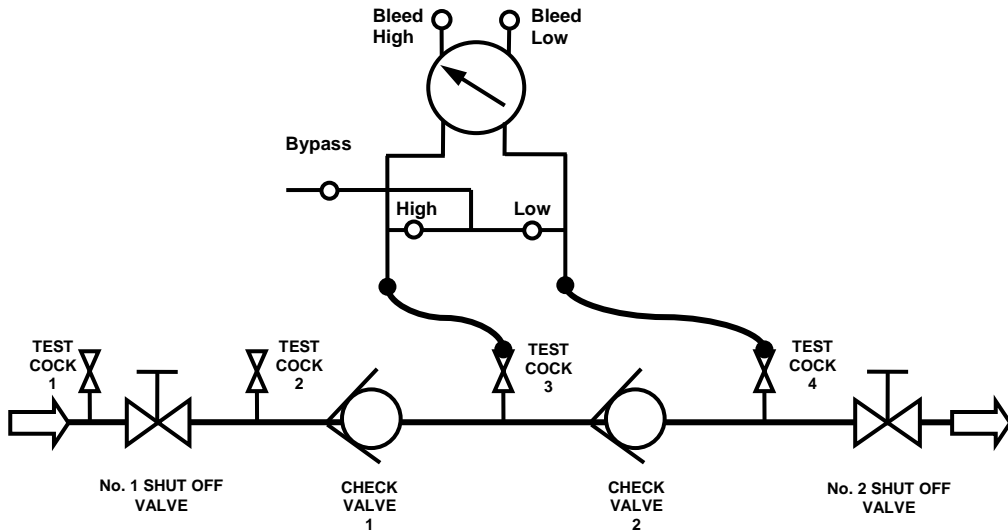 Bleed
High
Bleed
Low
Bypass
High
Low
TEST
COCK
1
TEST
COCK
2
TEST
COCK
3
TEST
COCK
4
No. 1 SHUT OFF
VALVE
CHECK
VALVE
1
CHECK
VALVE
2
No. 2 SHUT OFF
VALVE